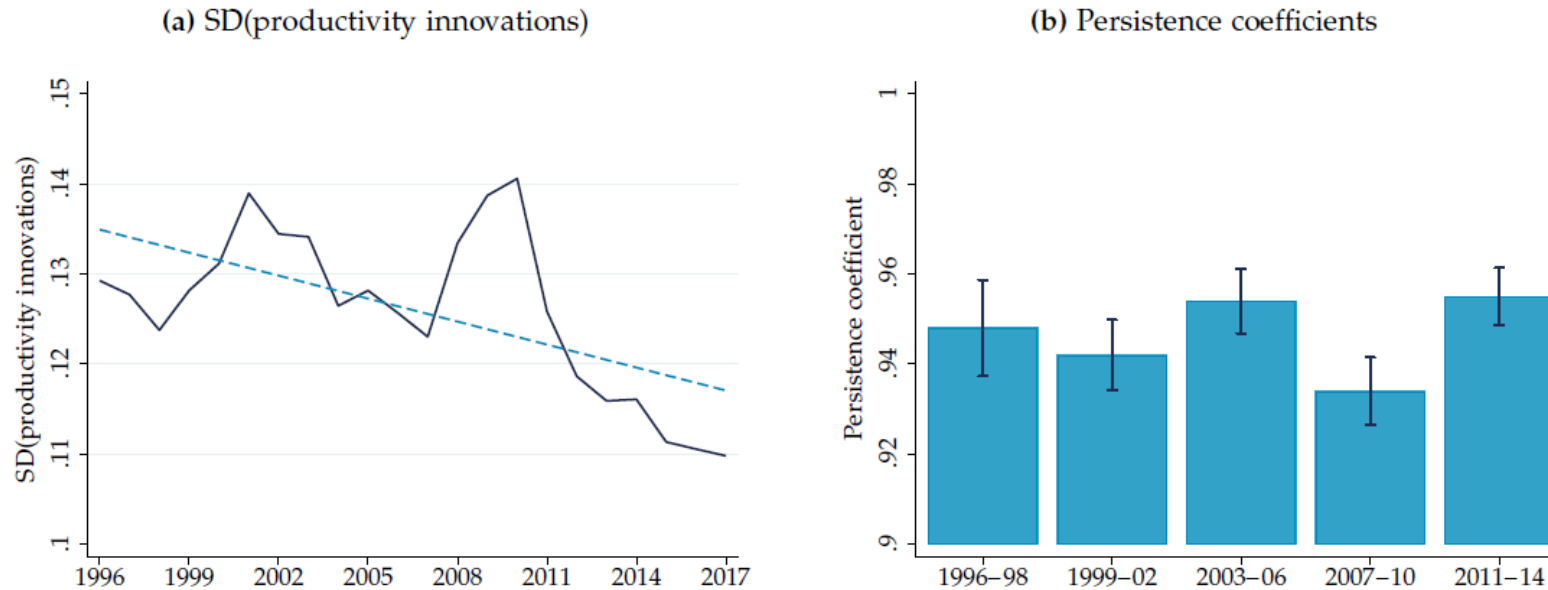 (a) SD(productivity innovations)
SD(productivity innovations)
.15
.14
.13
.12
.11
.1
1996 1999 2002 2005 2008 2011 2014 2017
(b) Persistence coefficients
Persistence coefficient
1
.98
.96
.94
.92
.9
1996–98 1999–02 2003–06 2007–10 2011–14